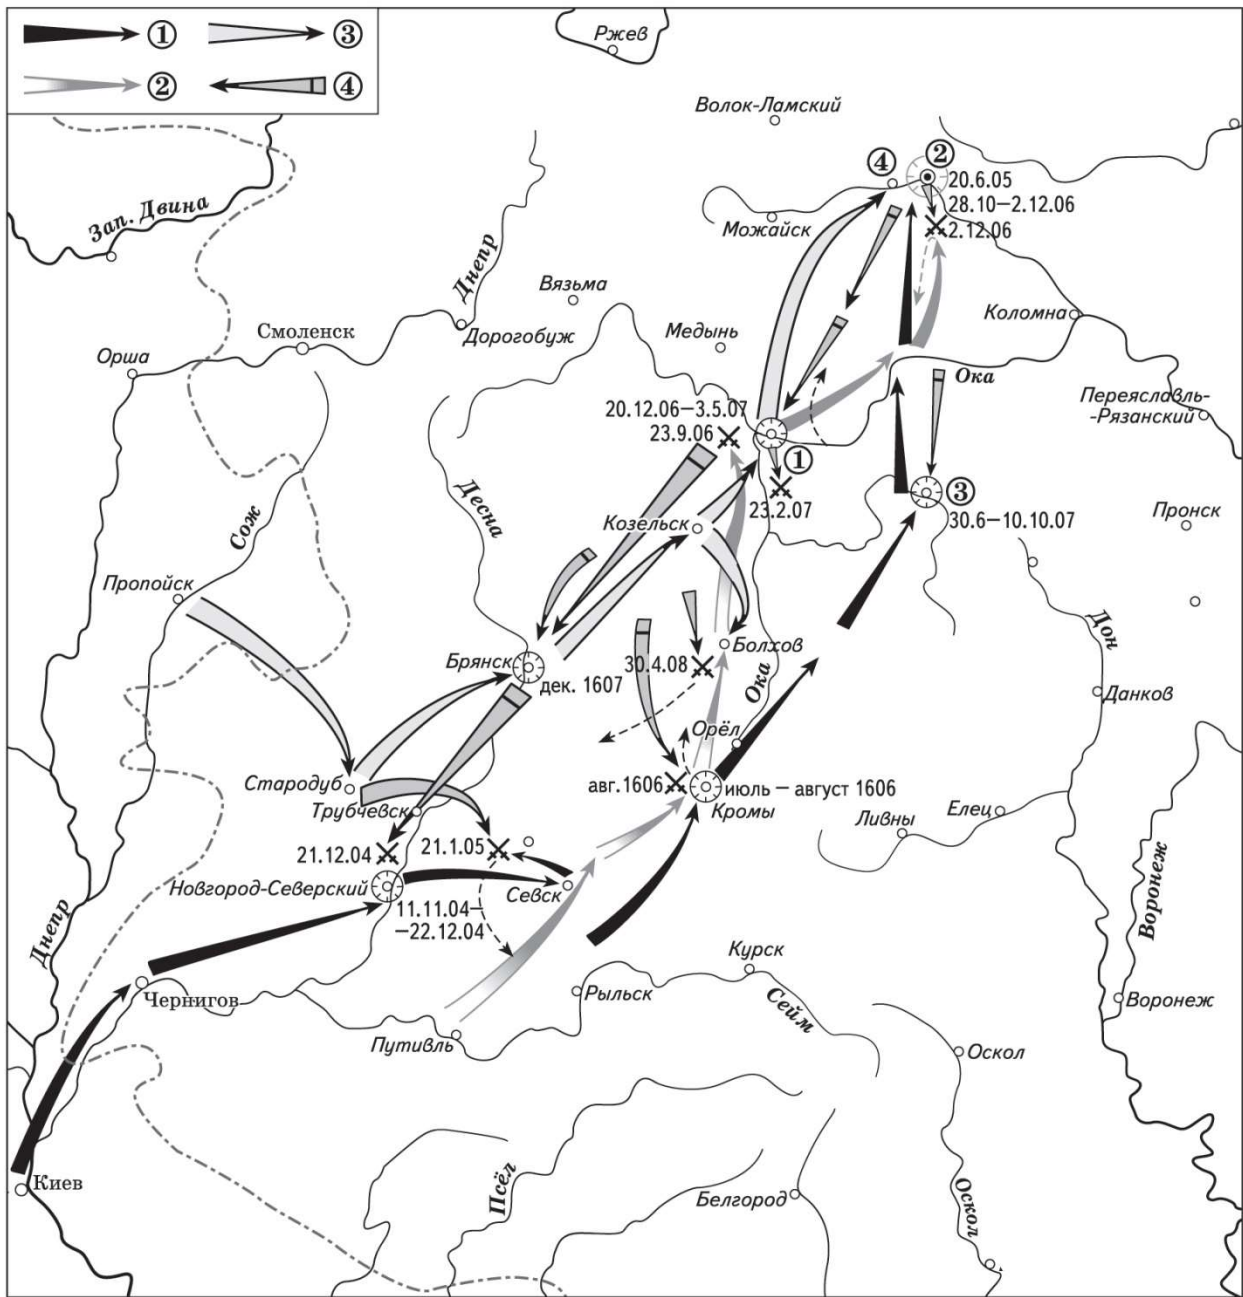 ① ③
② ④
Ржев
Волок-Ламский
④ ②
20.6.05
28.10–2.12.06
2.12.06
Зап. Двина
Можайск
Днепр
Вязьма
Смоленск
Дорогобуж
Медынь
Коломна
Орша
Ока
Переяславль-
-Рязанский
20.12.06–3.5.07
23.9.06
①
③
23.2.07
30.6–10.10.07
Десна
Сож
Козельск
Пронск
Пропойск
Дон
Болхов
Брянск
30.4.08
дек. 1607
Ока
Данков
Орёл
Стародуб
авг. 1606
июль – август 1606
Трубчевск
Кромы
Ливны
Елец
21.12.04
21.1.05
Новгород-Северский
Севск
11.11.04–
–22.12.04
Воронеж
Днепр
Курск
Чернигов
Рыльск
Сейм
Воронеж
Путивль
Оскол
Киев
Псёл
Белгород
Оскол